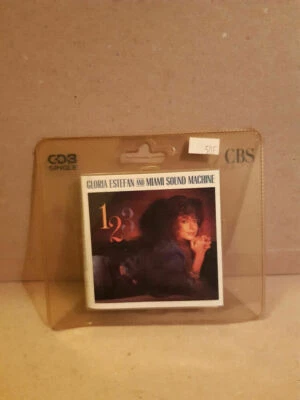 CD3
SINGLE
CBS
GLORIA ESTEFAN AND MIAMI SOUND MACHINE
1
2
3